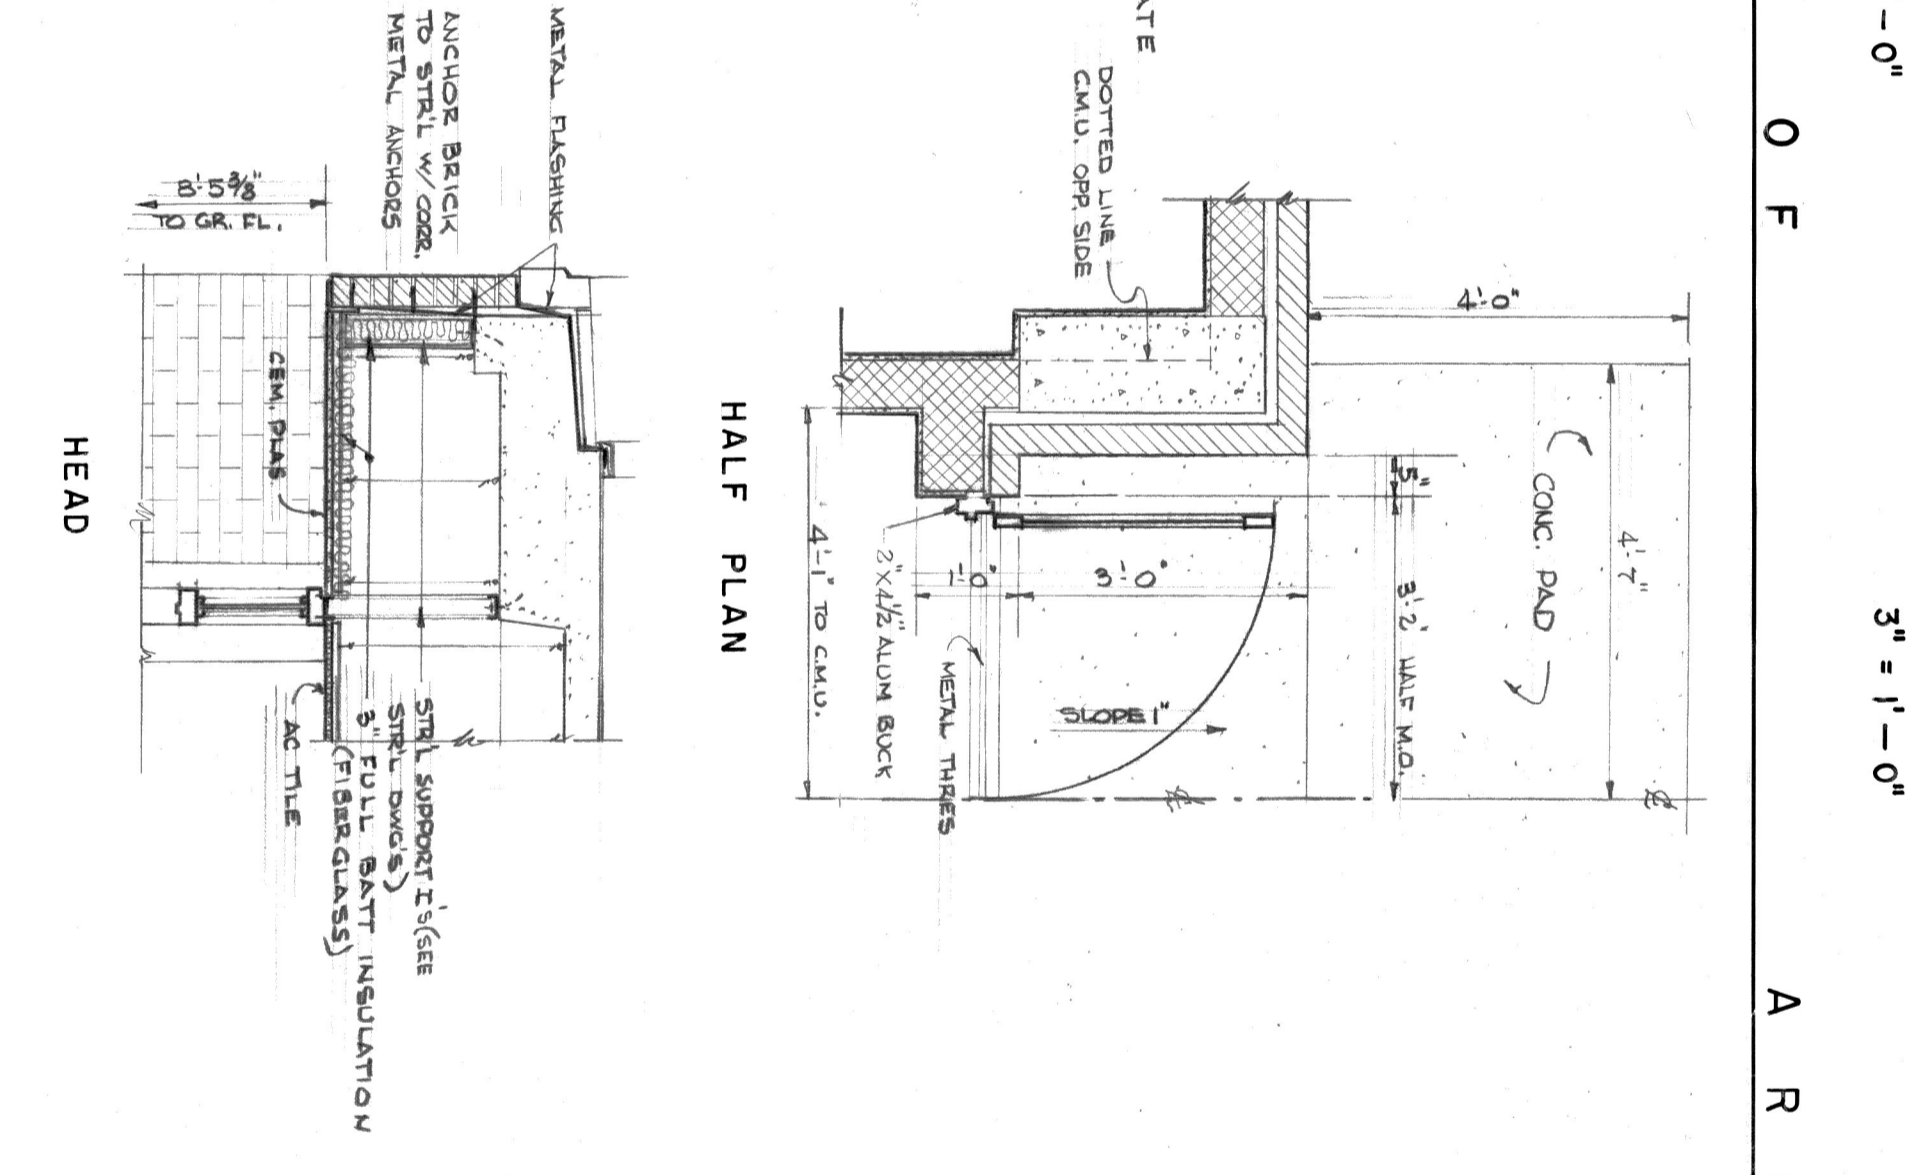 -0"
3" = 1'-0"
O F A R
ATE
DOTTED LINE
C.M.U. OPP. SIDE
4'-0"
CONC. PAD
4'-7"
5"
3'-2" HALF M.O.
1'-0"
3'-0"
SLOPE 1"
METAL THRES
2" X 4 1/2" ALUM BUCK
4'-1" TO C.M.U.
HALF PLAN
METAL FLASHING
ANCHOR BRICK
TO STR'L W/ CORR.
METAL ANCHORS
8'-5 3/8"
TO GR. FL.
CEM. PLAS
STR'L SUPPORT I'S (SEE
STR'L DWG'S)
3" FULL BATT INSULATION
(FIBERGLASS)
AC TILE
HEAD